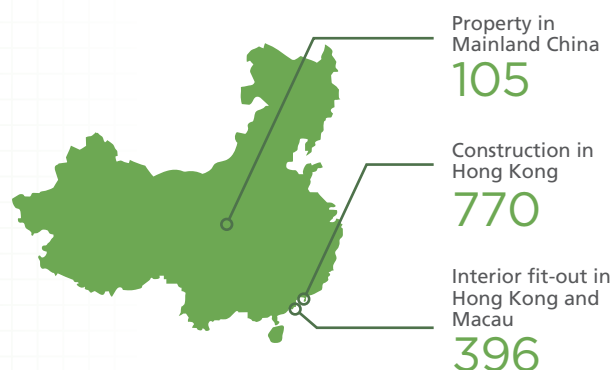 Property in
Mainland China
105
Construction in
Hong Kong
770
Interior fit-out in
Hong Kong and
Macau
396